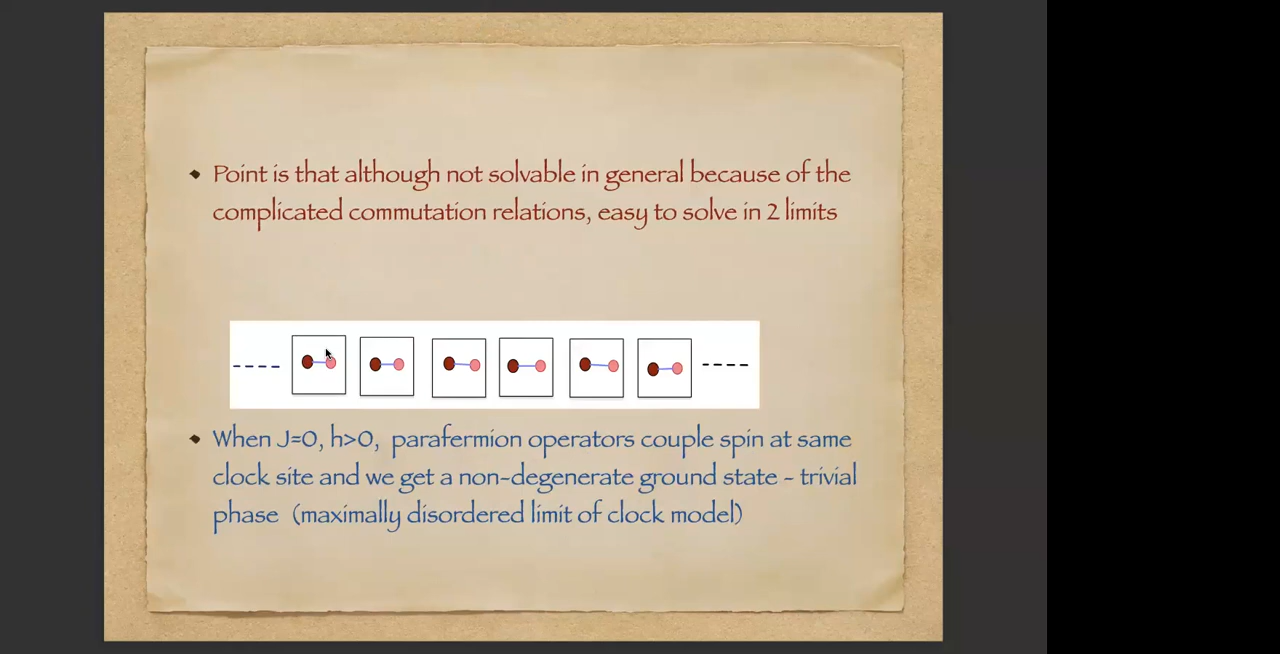 Point is that although not solvable in general because of the
complicated commutation relations, easy to solve in 2 limits
When J=0, h>0, parafermion operators couple spin at same
clock site and we get a non-degenerate ground state - trivial
phase (maximally disordered limit of clock model)